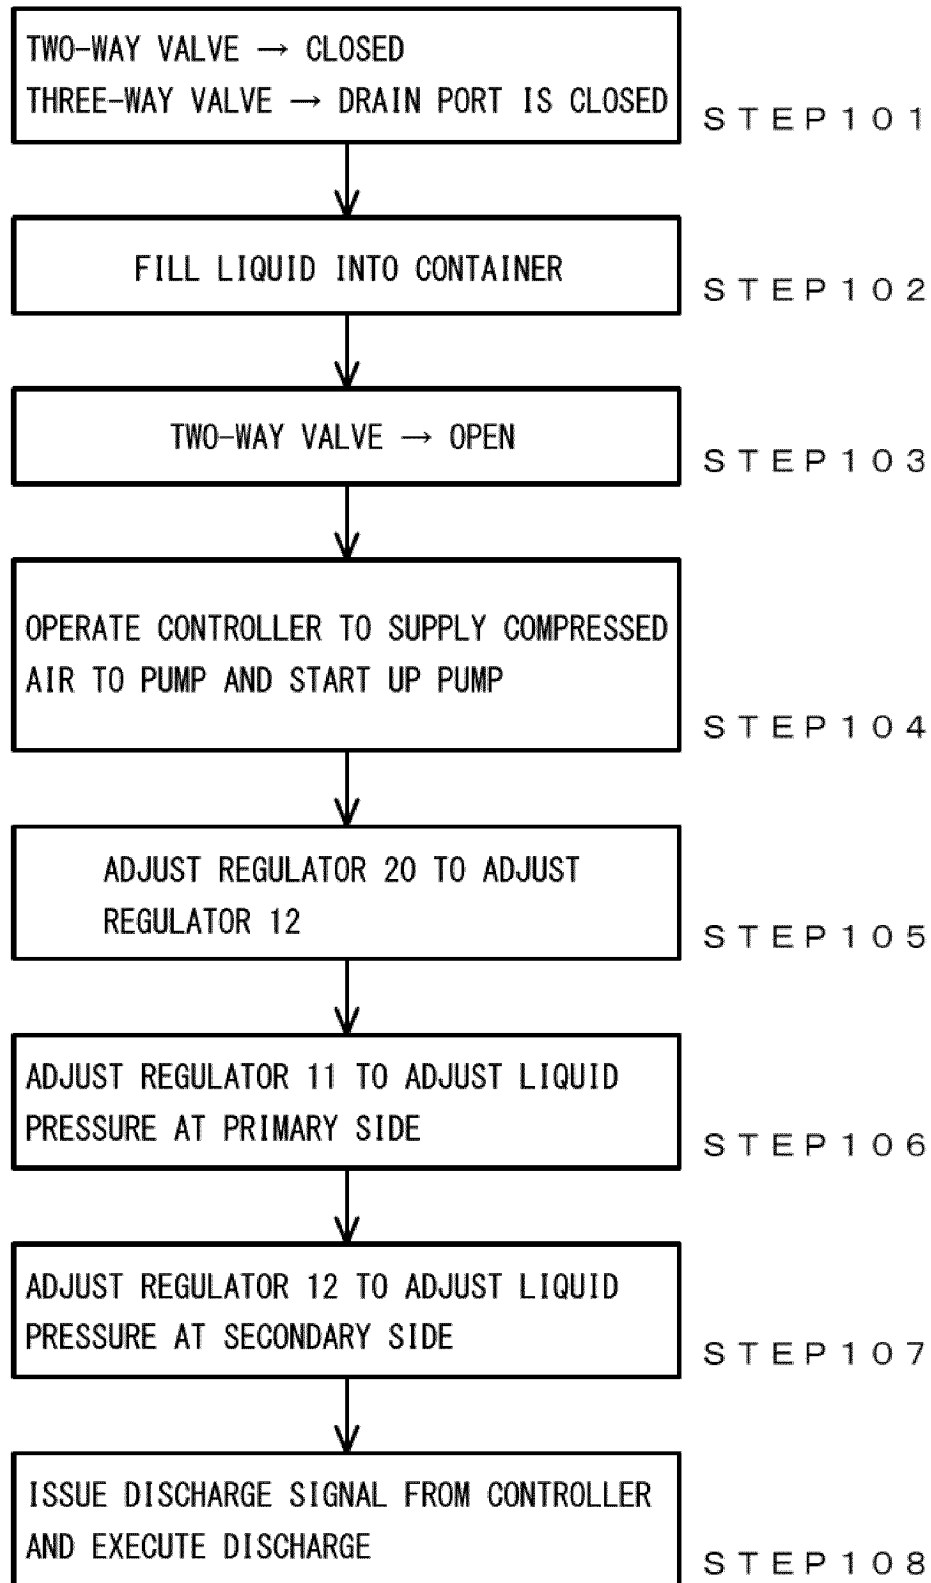 TWO-WAY VALVE → CLOSED
THREE-WAY VALVE → DRAIN PORT IS CLOSED
STEP101
FILL LIQUID INTO CONTAINER
STEP102
TWO-WAY VALVE → OPEN
STEP103
OPERATE CONTROLLER TO SUPPLY COMPRESSED
AIR TO PUMP AND START UP PUMP
STEP104
ADJUST REGULATOR 20 TO ADJUST
REGULATOR 12
STEP105
ADJUST REGULATOR 11 TO ADJUST LIQUID
PRESSURE AT PRIMARY SIDE
STEP106
ADJUST REGULATOR 12 TO ADJUST LIQUID
PRESSURE AT SECONDARY SIDE
STEP107
ISSUE DISCHARGE SIGNAL FROM CONTROLLER
AND EXECUTE DISCHARGE
STEP108